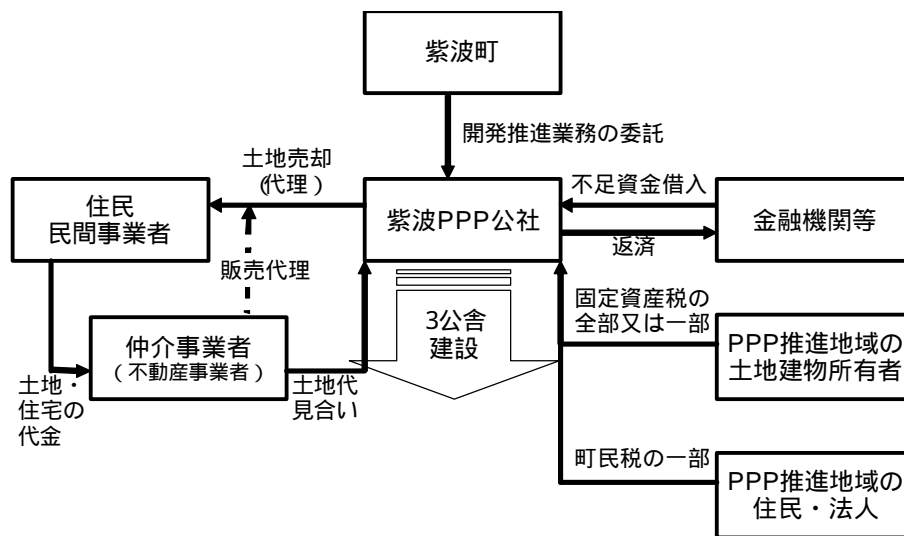 紫波町
開発推進業務の委託
土地売却
(代理）
住民
民間事業者
紫波PPP公社
不足資金借入
金融機関等
返済
販売代理
仲介事業者
（不動産事業者）
3公舎
建設
固定資産税の
全部又は一部
PPP推進地域の
土地建物所有者
土地・
住宅の
代金
土地代
見合い
町民税の一部
PPP推進地域の
住民・法人